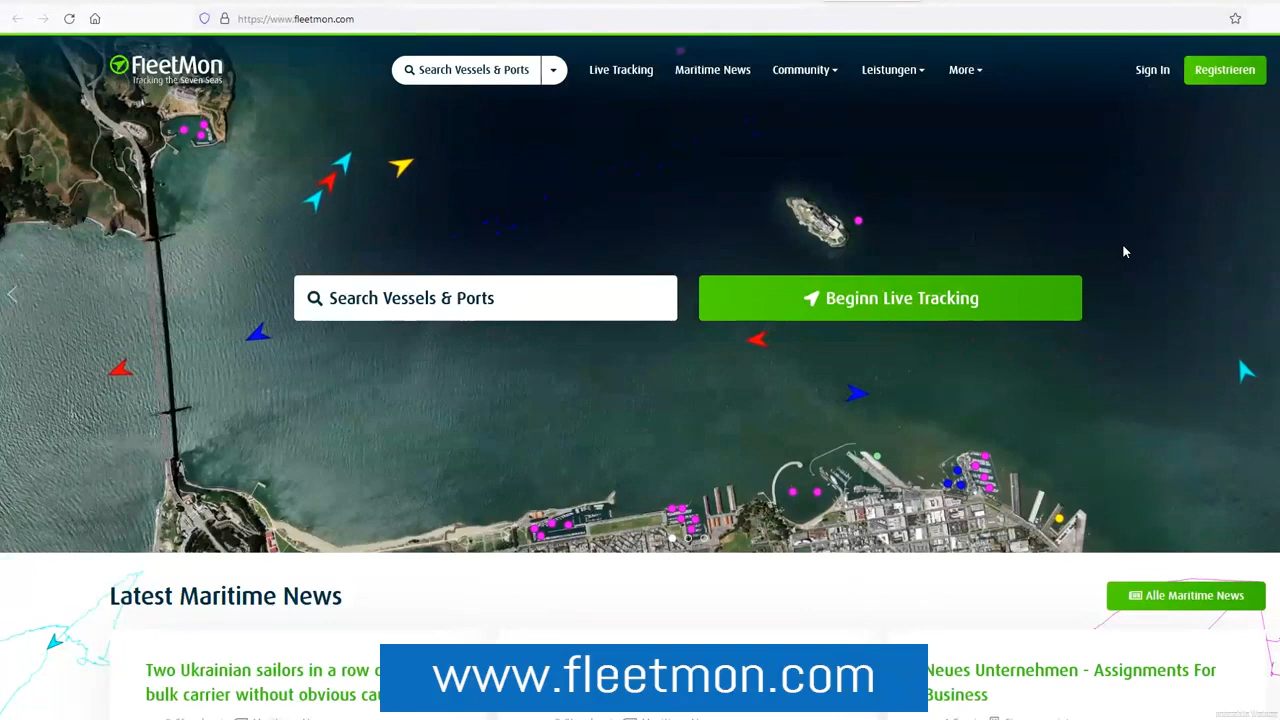 https://www.fleetmon.com
FleetMon
Tracking the Seven Seas
Search Vessels & Ports
Live Tracking
Maritime News
Community
Leistungen
More
Sign In
Registrieren
Search Vessels & Ports
Beginn Live Tracking
Latest Maritime News
Alle Maritime News
Two Ukrainian sailors in a row
bulk carrier without obvious
Neues Unternehmen - Assignments For
Business
www.fleetmon.com